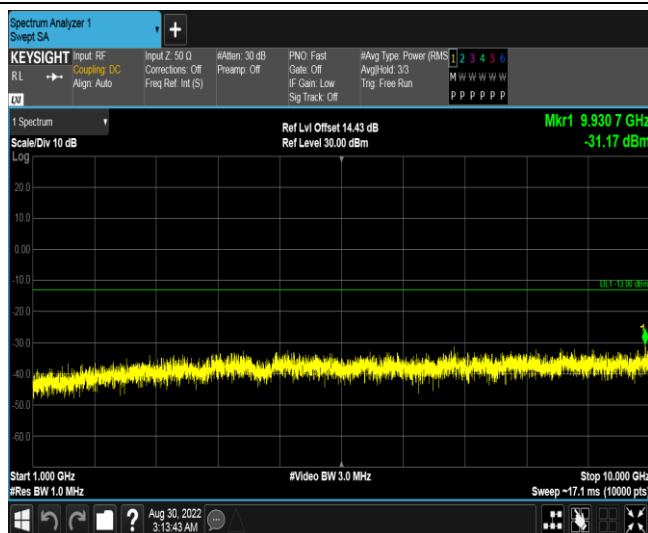 Spectrum Analyzer 1
Swept SA
+
KEYSIGHT Input: RF Input Z: 50 Ω #Atten: 30 dB PNO: Fast #Avg Type: Power (RMS 1 2 3 4 5 6
RL Coupling: DC Corrections: Off Preamp: Off Gate: Off Avg|Hold: 3/3 M W W W W W
Align: Auto Freq Ref: Int (S) IF Gain: Low Trig: Free Run
LXI Sig Track: Off P P P P P P
1 Spectrum Ref Lvl Offset 14.43 dB Mkr1 9.930 7 GHz
Scale/Div 10 dB Ref Level 30.00 dBm -31.17 dBm
Log
20.0
10.0
0.00
-10.0
DL1 -13.00 dBm
-20.0
1
-30.0
-40.0
-50.0
-60.0
Start 1.000 GHz #Video BW 3.0 MHz Stop 10.000 GHz
#Res BW 1.0 MHz Sweep ~17.1 ms (10000 pts)
? Aug 30, 2022
3:13:43 AM